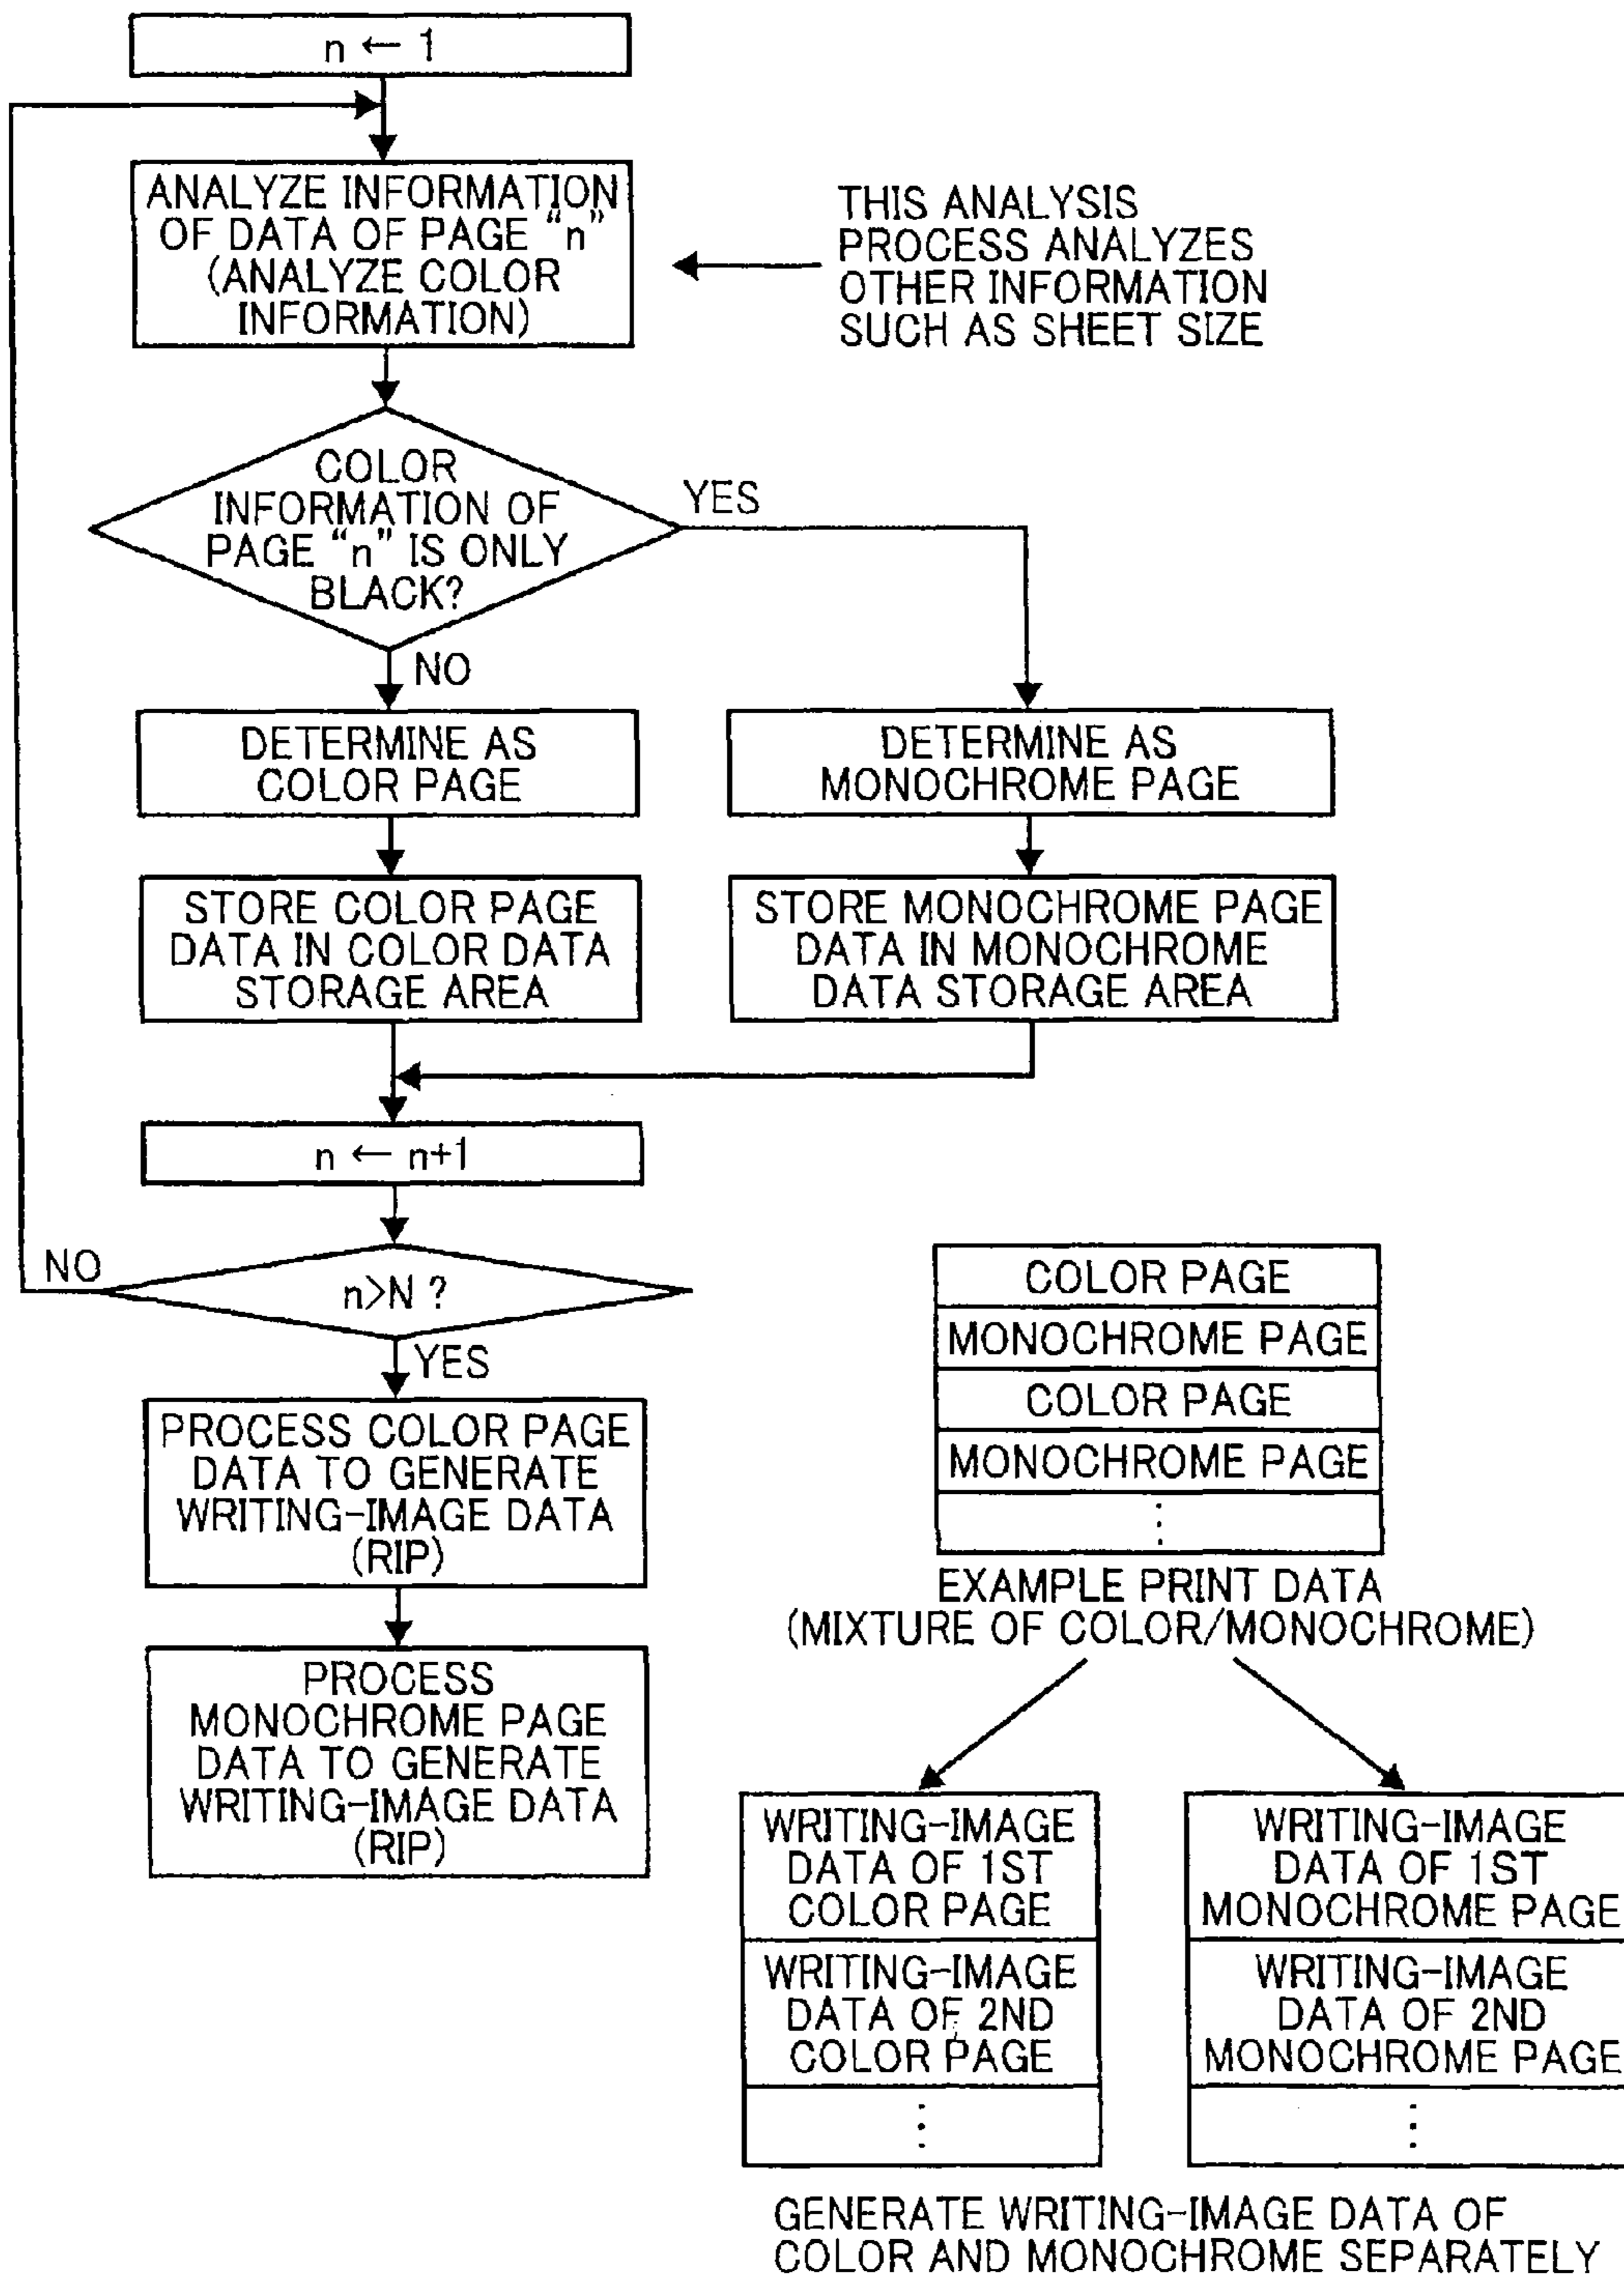 n ← 1
ANALYZE INFORMATION
OF DATA OF PAGE “n”
(ANALYZE COLOR
INFORMATION)
THIS ANALYSIS
PROCESS ANALYZES
OTHER INFORMATION
SUCH AS SHEET SIZE
COLOR
INFORMATION OF
PAGE “n” IS ONLY
BLACK?
YES
NO
DETERMINE AS
COLOR PAGE
DETERMINE AS
MONOCHROME PAGE
STORE COLOR PAGE
DATA IN COLOR DATA
STORAGE AREA
STORE MONOCHROME PAGE
DATA IN MONOCHROME
DATA STORAGE AREA
n ← n+1
n>N ?
NO
YES
PROCESS COLOR PAGE
DATA TO GENERATE
WRITING-IMAGE DATA
(RIP)
PROCESS
MONOCHROME PAGE
DATA TO GENERATE
WRITING-IMAGE DATA
(RIP)
COLOR PAGE
MONOCHROME PAGE
COLOR PAGE
MONOCHROME PAGE
⋮
EXAMPLE PRINT DATA
(MIXTURE OF COLOR/MONOCHROME)
WRITING-IMAGE
DATA OF 1ST
COLOR PAGE
WRITING-IMAGE
DATA OF 2ND
COLOR PAGE
⋮
WRITING-IMAGE
DATA OF 1ST
MONOCHROME PAGE
WRITING-IMAGE
DATA OF 2ND
MONOCHROME PAGE
⋮
GENERATE WRITING-IMAGE DATA OF
COLOR AND MONOCHROME SEPARATELY